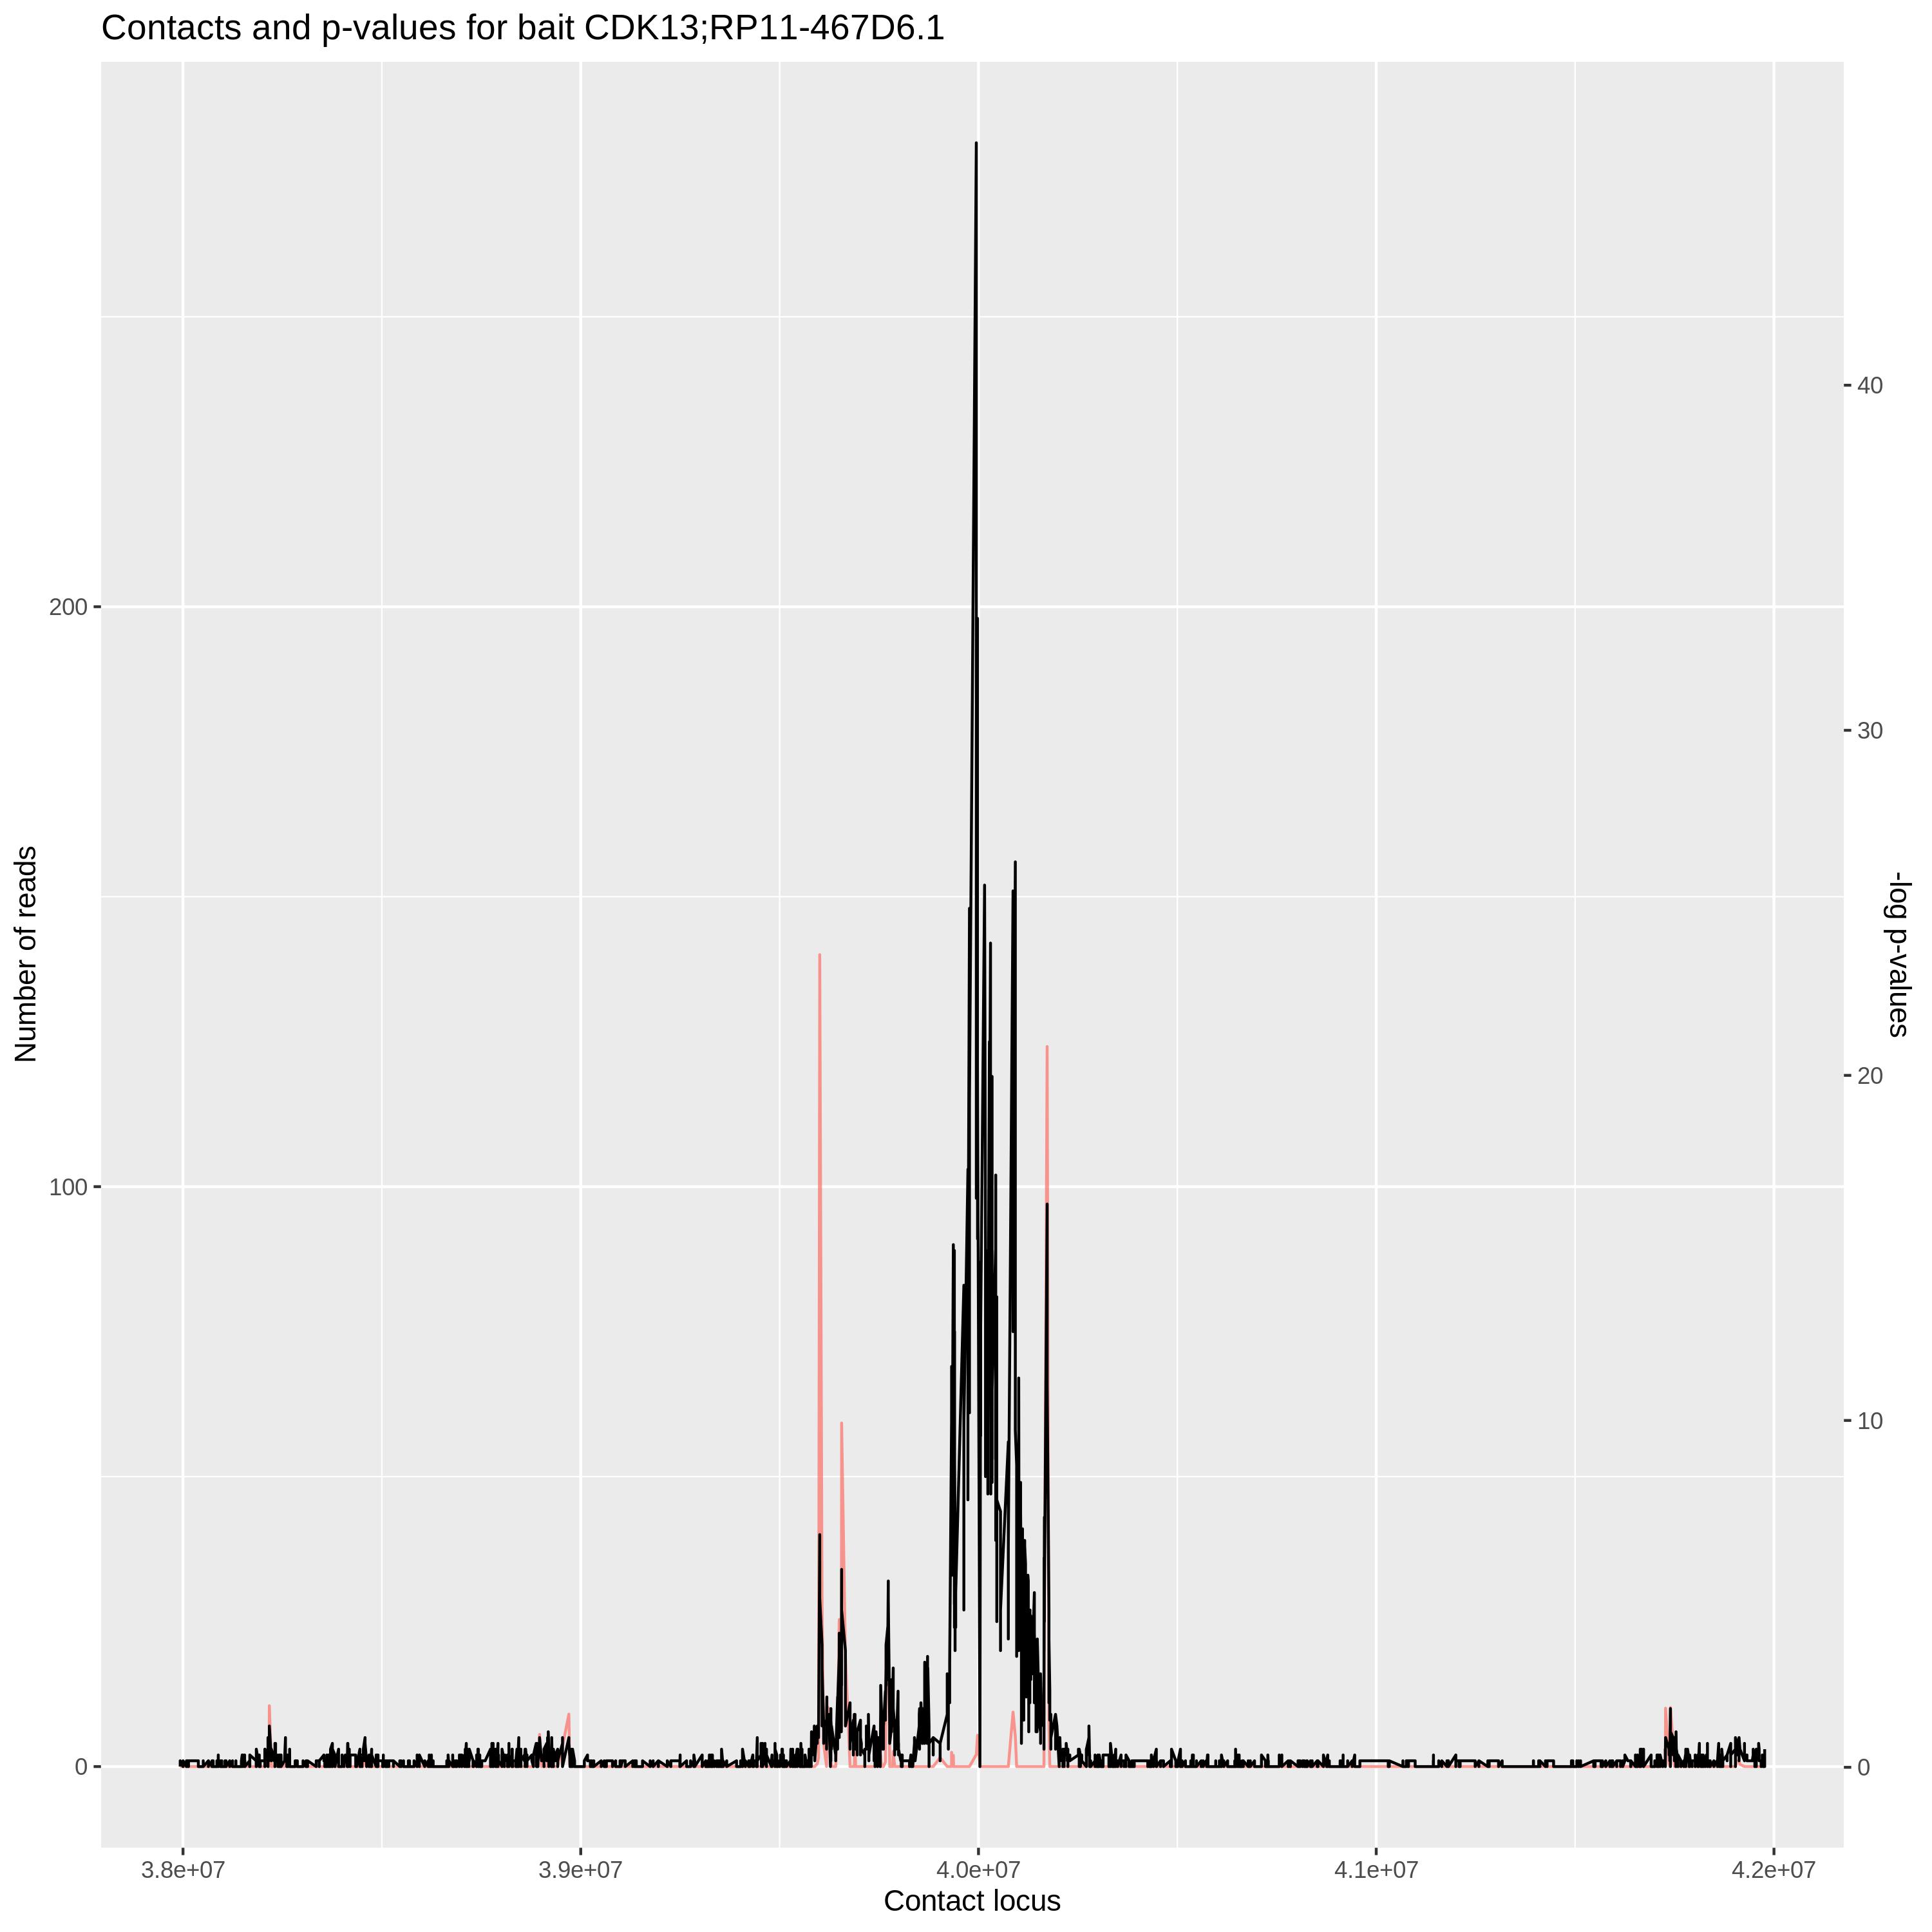 Contacts and p-values for bait CDK13;RP11-467D6.1
Number of reads
200
100
0
40
30
20
10
0
-log p-values
3.8e+07
3.9e+07
4.0e+07
4.1e+07
4.2e+07
Contact locus